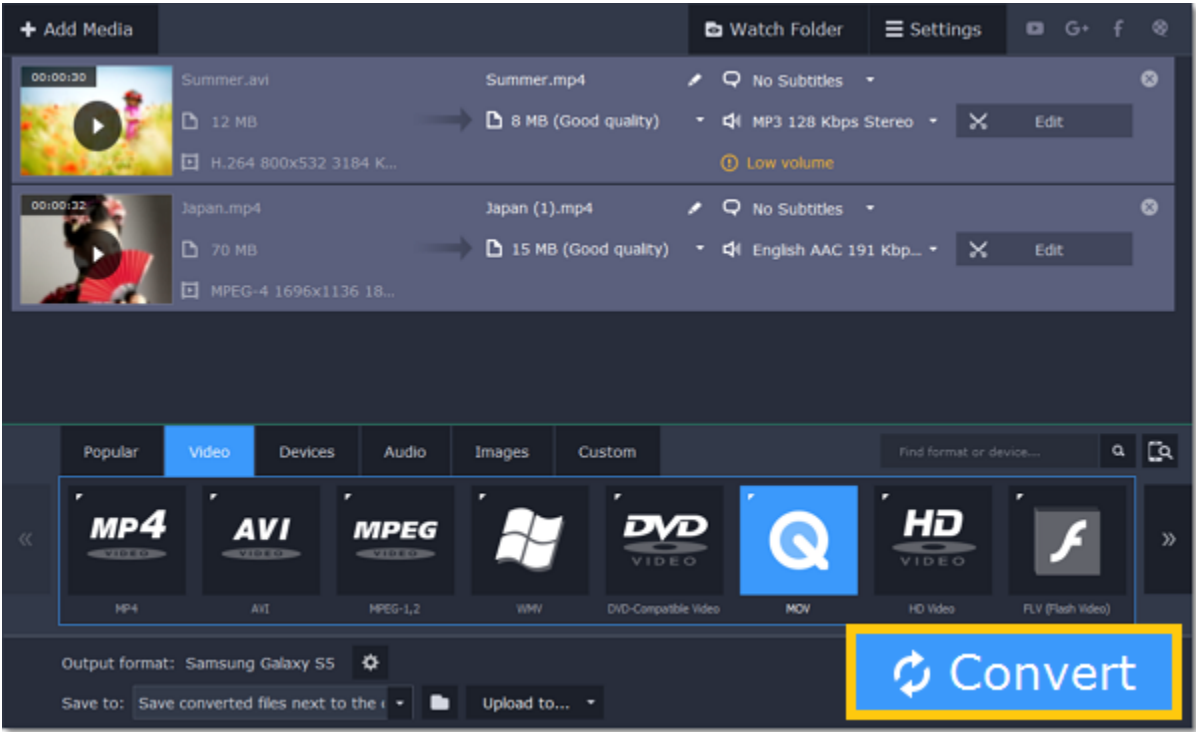 Add Media
Watch Folder
Settings
G+
f
00:00:30
Summer.avi
Summer.mp4
No Subtitles
12 MB
8 MB (Good quality)
MP3 128 Kbps Stereo
Edit
H.264 800x532 3184 K...
Low volume
00:00:32
Japan.mp4
Japan (1).mp4
No Subtitles
70 MB
15 MB (Good quality)
English AAC 191 Kbp...
Edit
MPEG-4 1696x1136 18...
Popular
Video
Devices
Audio
Images
Custom
Find format or device...
MP4
VIDEO
AVI
VIDEO
MPEG
VIDEO
DVD
VIDEO
HD
VIDEO
MP4
AVI
MPEG-1,2
WMV
DVD-Compatible Video
MOV
HD Video
FLV (Flash Video)
Output format: Samsung Galaxy S5
Convert
Save to:
Save converted files next to the
Upload to...